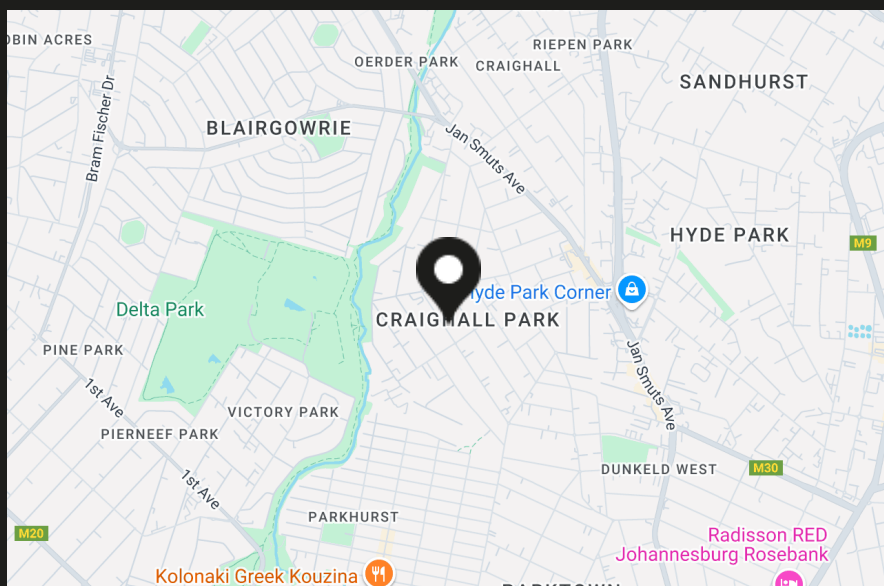 OBIN ACRES
RIEPEN PARK
OERDER PARK
CRAIGHALL
SANDHURST
Bram Fischer Dr
BLAIRGOWRIE
Jan Smuts Ave
HYDE PARK
M9
Hyde Park Corner
Delta Park
CRAIGHALL PARK
PINE PARK
Jan Smuts Ave
1st Ave
VICTORY PARK
PIERNEEF PARK
DUNKELD WEST
M30
1st Ave
PARKHURST
M20
Radisson RED
Johannesburg Rosebank
Kolonaki Greek Kouzina
PARKTOWN